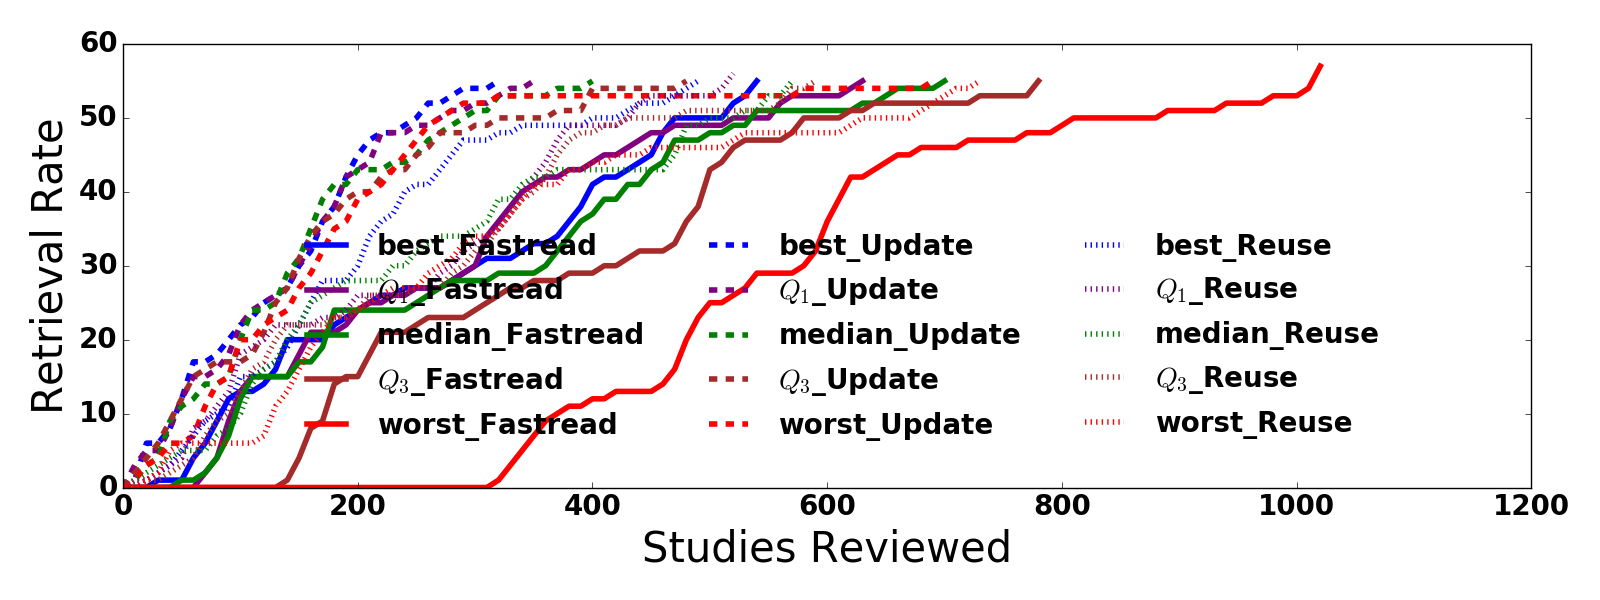 60
50
40
30
20
10
0
Retrieval Rate
best_Fastread
Q1_Fastread
median_Fastread
Q3_Fastread
worst_Fastread
best_Update
Q1_Update
median_Update
Q3_Update
worst_Update
best_Reuse
Q1_Reuse
median_Reuse
Q3_Reuse
worst_Reuse
0 200 400 600 800 1000 1200
Studies Reviewed